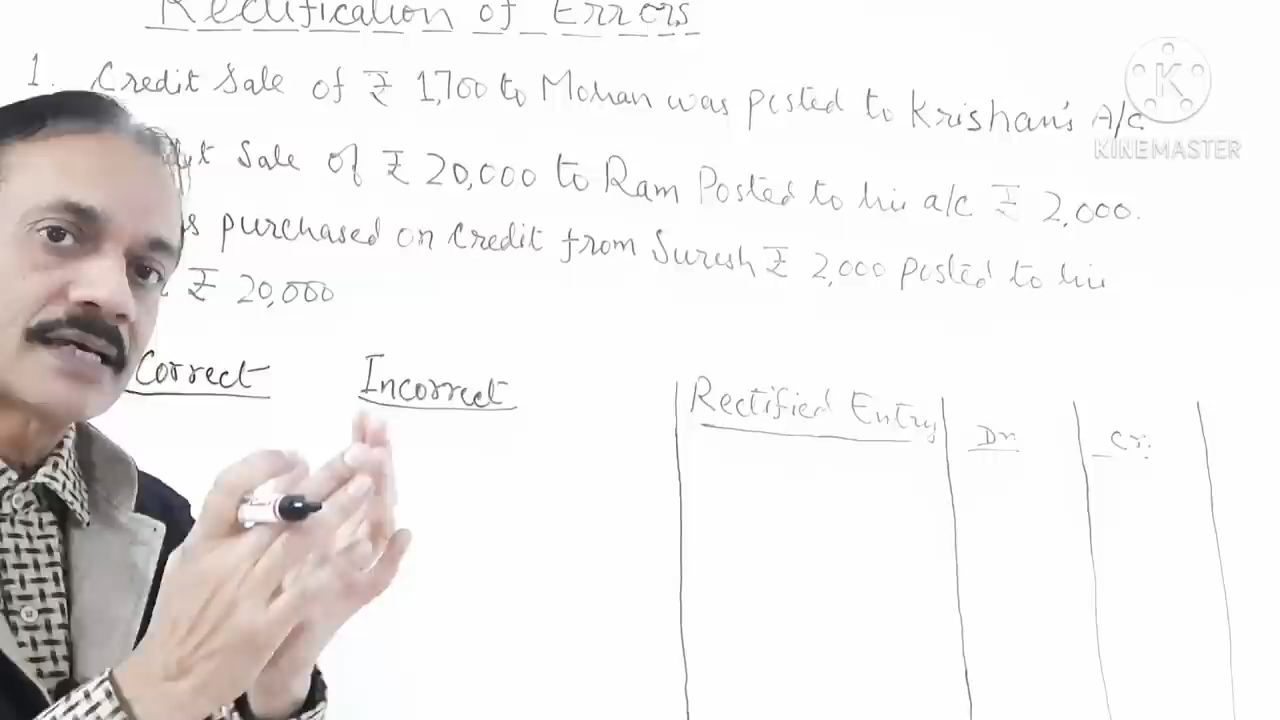 Rectification of Errors
1. Credit Sale of ₹ 1,700 to Mohan was posted to Krishan's A/c
Sale of ₹ 20,000 to Ram Posted to his a/c ₹ 2,000.
purchased on Credit from Suresh ₹ 2,000 posted to his
₹ 20,000
Correct Incorrect Rectified Entry Dr. Cr.
K
KINEMASTER